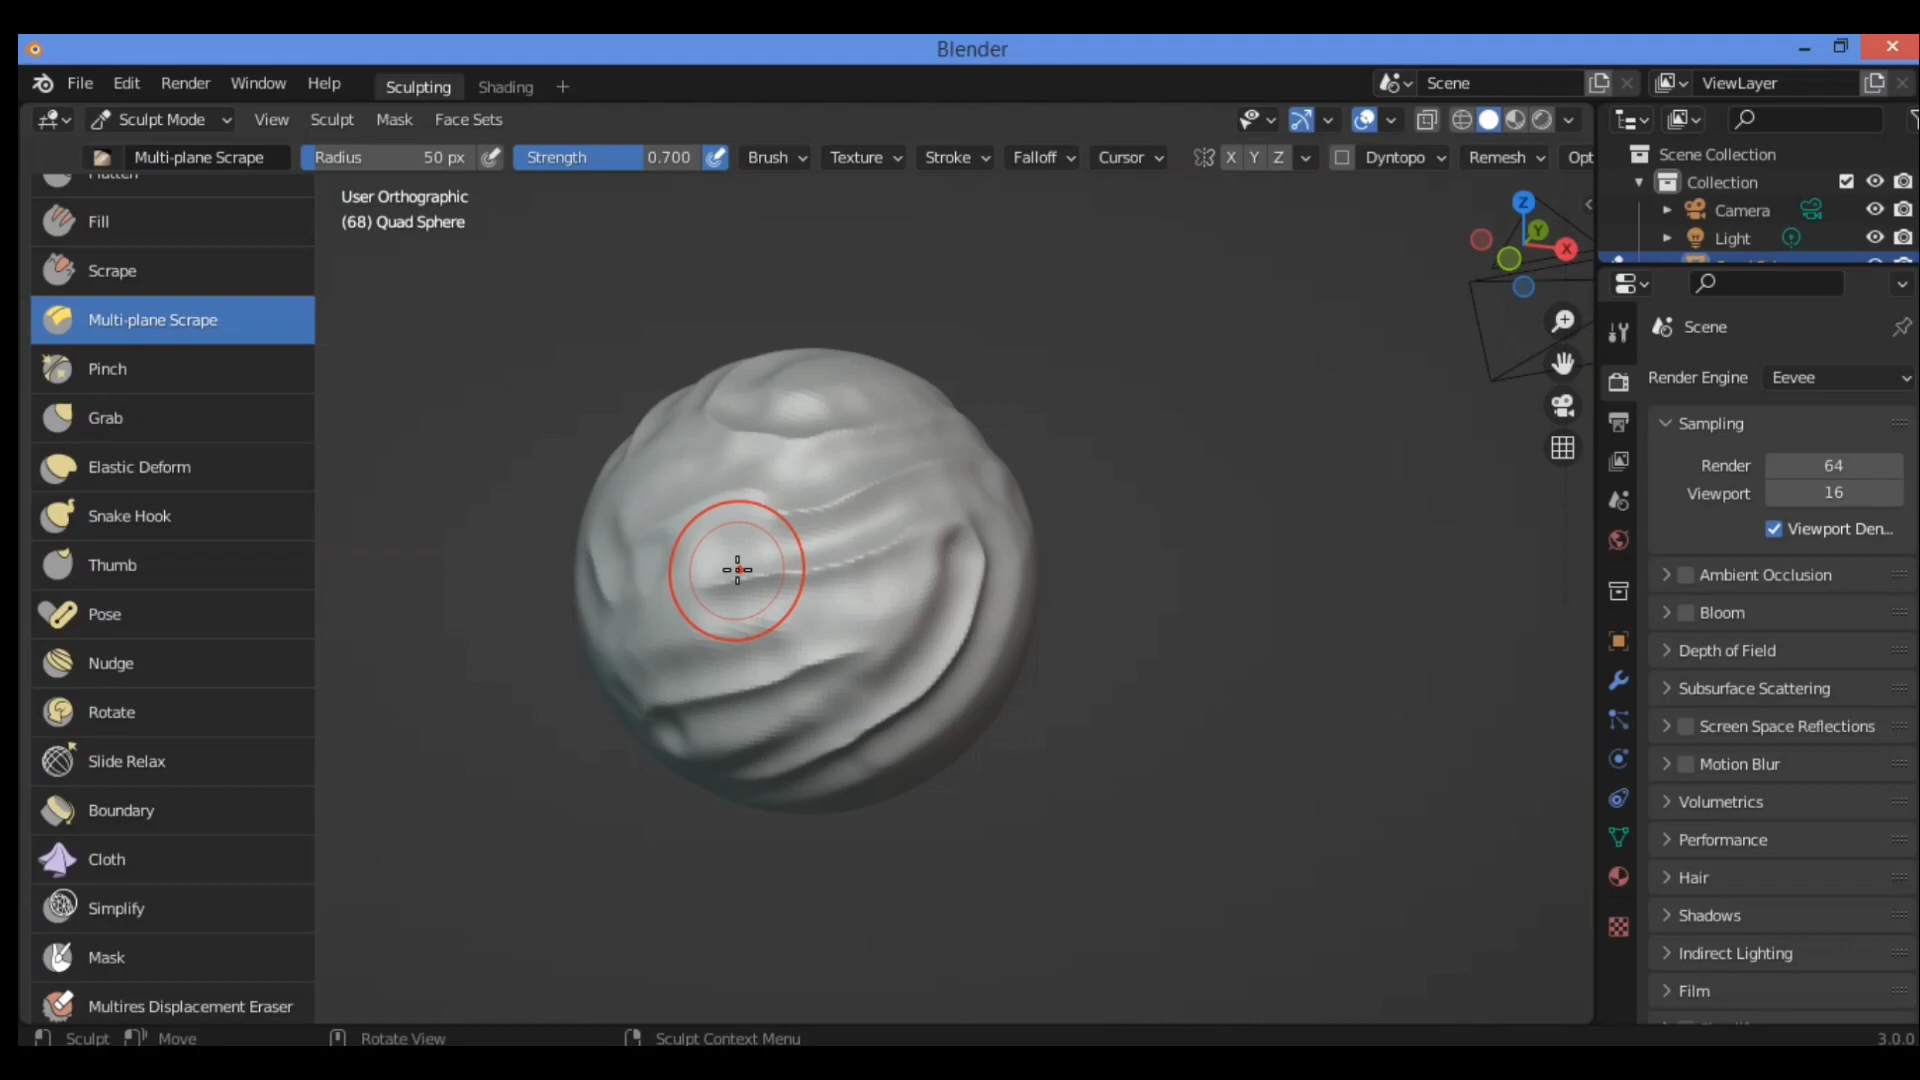 Blender
File Edit Render Window Help Sculpting Shading + Scene ViewLayer
Sculpt Mode View Sculpt Mask Face Sets
Multi-plane Scrape Radius 50 px Strength 0.700 Brush Texture Stroke Falloff Cursor X Y Z Dyntopo Remesh Opt
Flatten
Fill
Scrape
Multi-plane Scrape
Pinch
Grab
Elastic Deform
Snake Hook
Thumb
Pose
Nudge
Rotate
Slide Relax
Boundary
Cloth
Simplify
Mask
Multires Displacement Eraser
User Orthographic
(68) Quad Sphere
Z
Y
X
Scene Collection
Collection
Camera
Light
Scene
Render Engine Eevee
Sampling
Render 64
Viewport 16
Viewport Den...
Ambient Occlusion
Bloom
Depth of Field
Subsurface Scattering
Screen Space Reflections
Motion Blur
Volumetrics
Performance
Hair
Shadows
Indirect Lighting
Film
Sculpt Move Rotate View Sculpt Context Menu 3.0.0